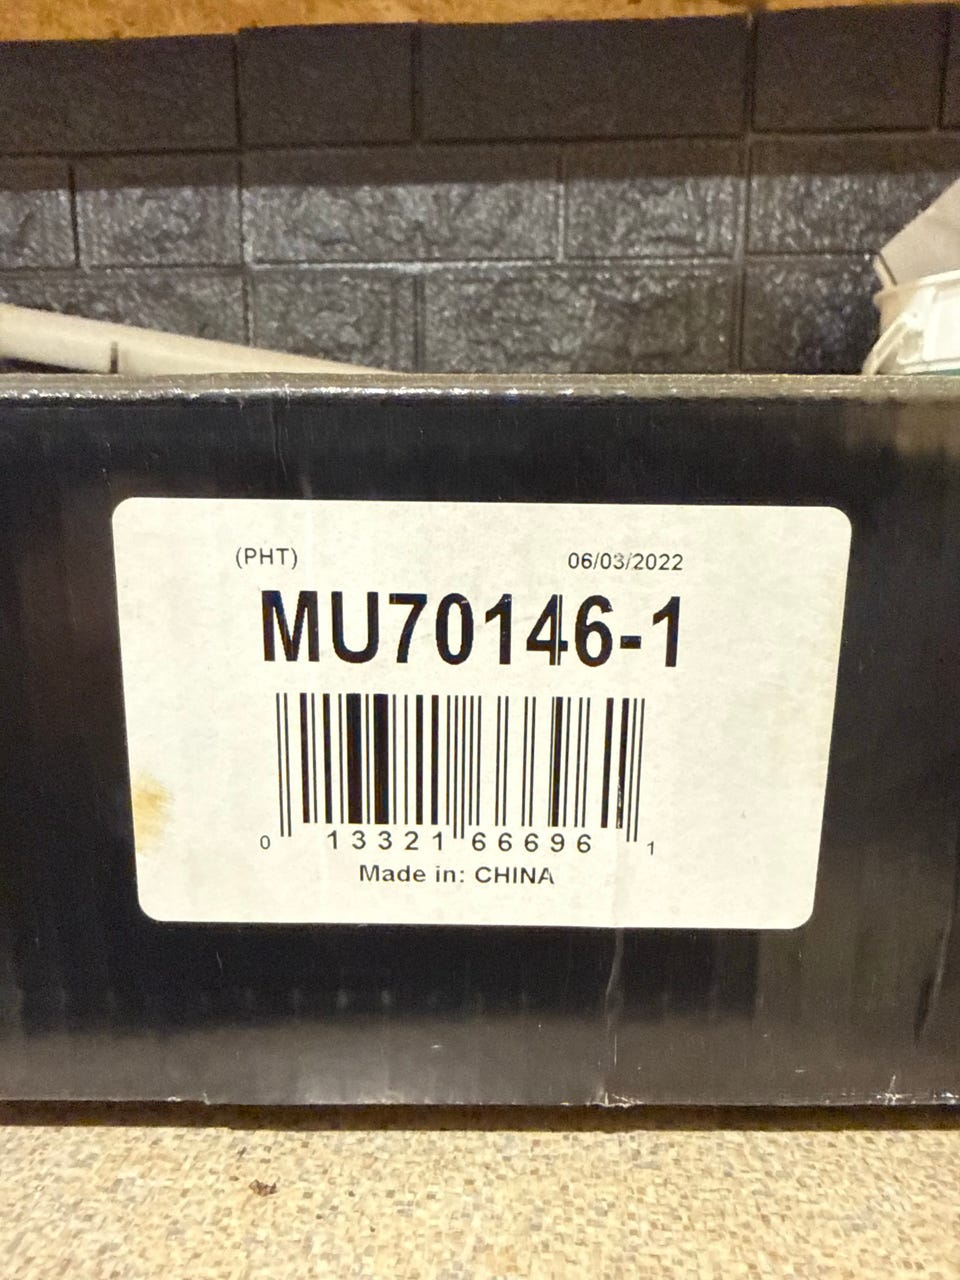 (PHT) 06/03/2022
MU70146-1
0 13321 66696 1
Made in: CHINA